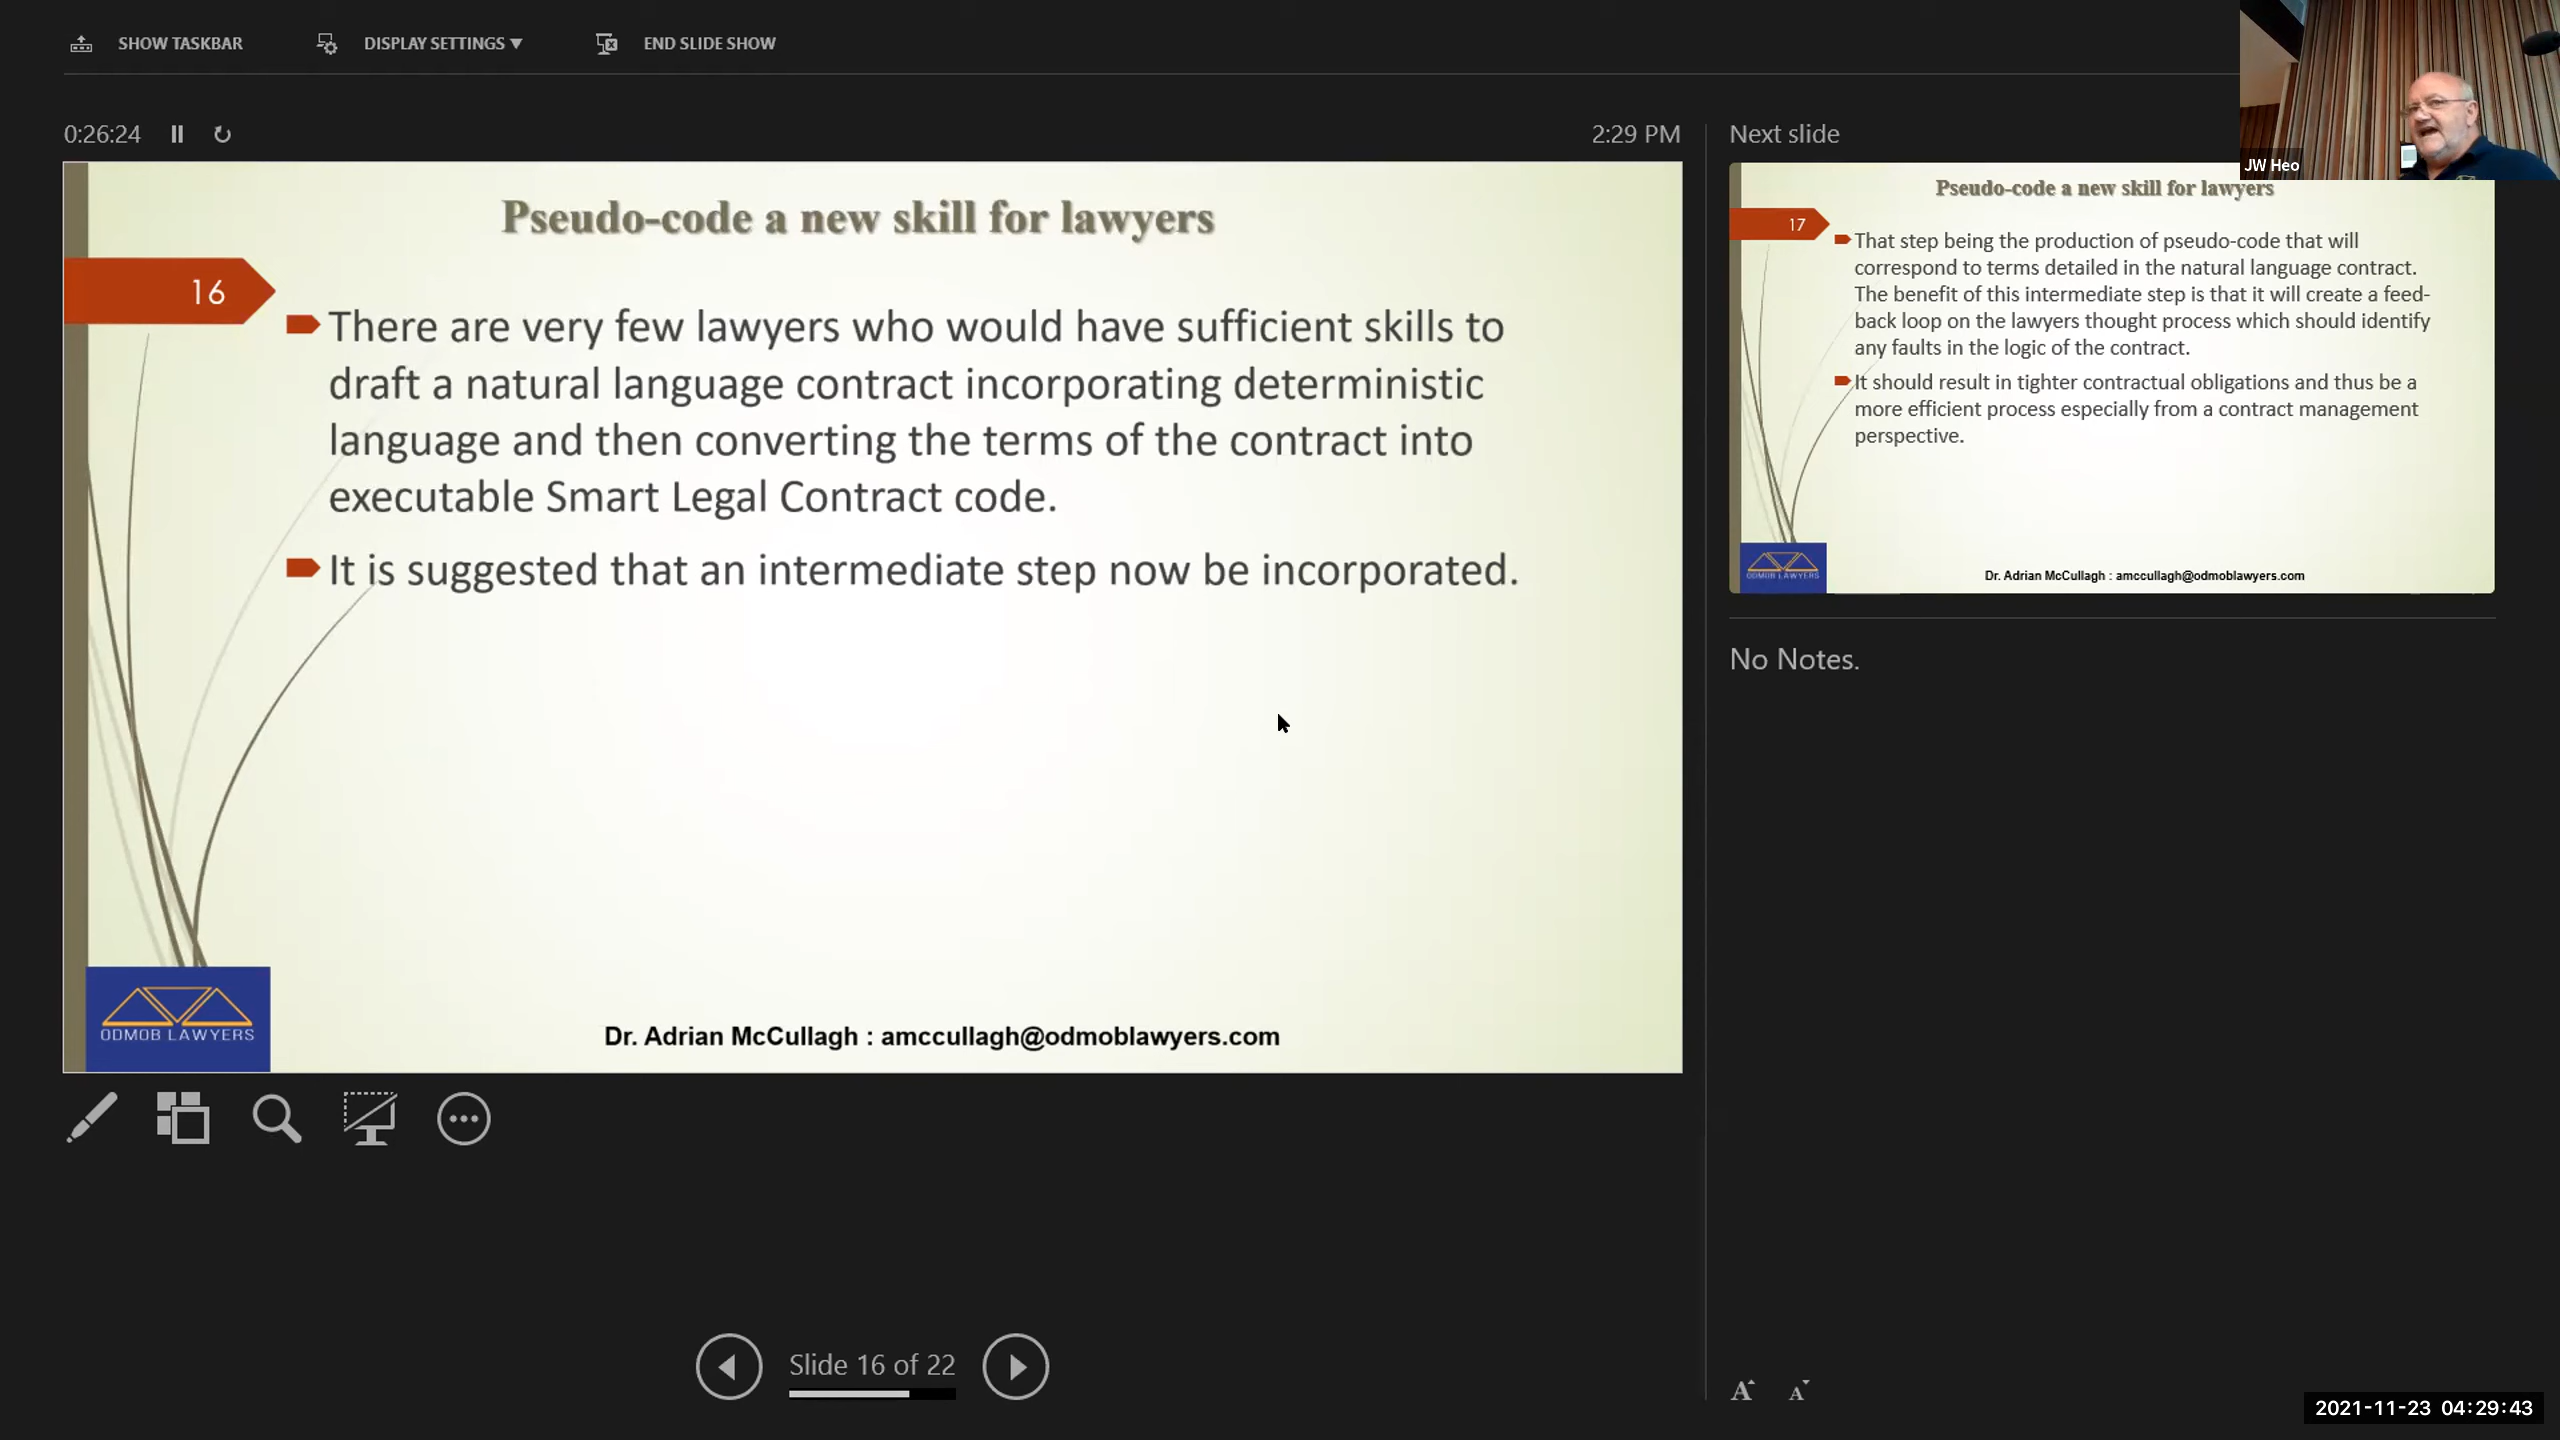 SHOW TASKBAR
DISPLAY SETTINGS ▼
END SLIDE SHOW
0:26:24
2:29 PM
Pseudo-code a new skill for lawyers
16
There are very few lawyers who would have sufficient skills to
draft a natural language contract incorporating deterministic
language and then converting the terms of the contract into
executable Smart Legal Contract code.
It is suggested that an intermediate step now be incorporated.
ODMOB LAWYERS
Dr. Adrian McCullagh : amccullagh@odmoblawyers.com
Slide 16 of 22
Next slide
JW Heo
Pseudo-code a new skill for lawyers
17
That step being the production of pseudo-code that will
correspond to terms detailed in the natural language contract.
The benefit of this intermediate step is that it will create a feed-
back loop on the lawyers thought process which should identify
any faults in the logic of the contract.
It should result in tighter contractual obligations and thus be a
more efficient process especially from a contract management
perspective.
ODMOB LAWYERS
Dr. Adrian McCullagh : amccullagh@odmoblawyers.com
No Notes.
A A
2021-11-23 04:29:43